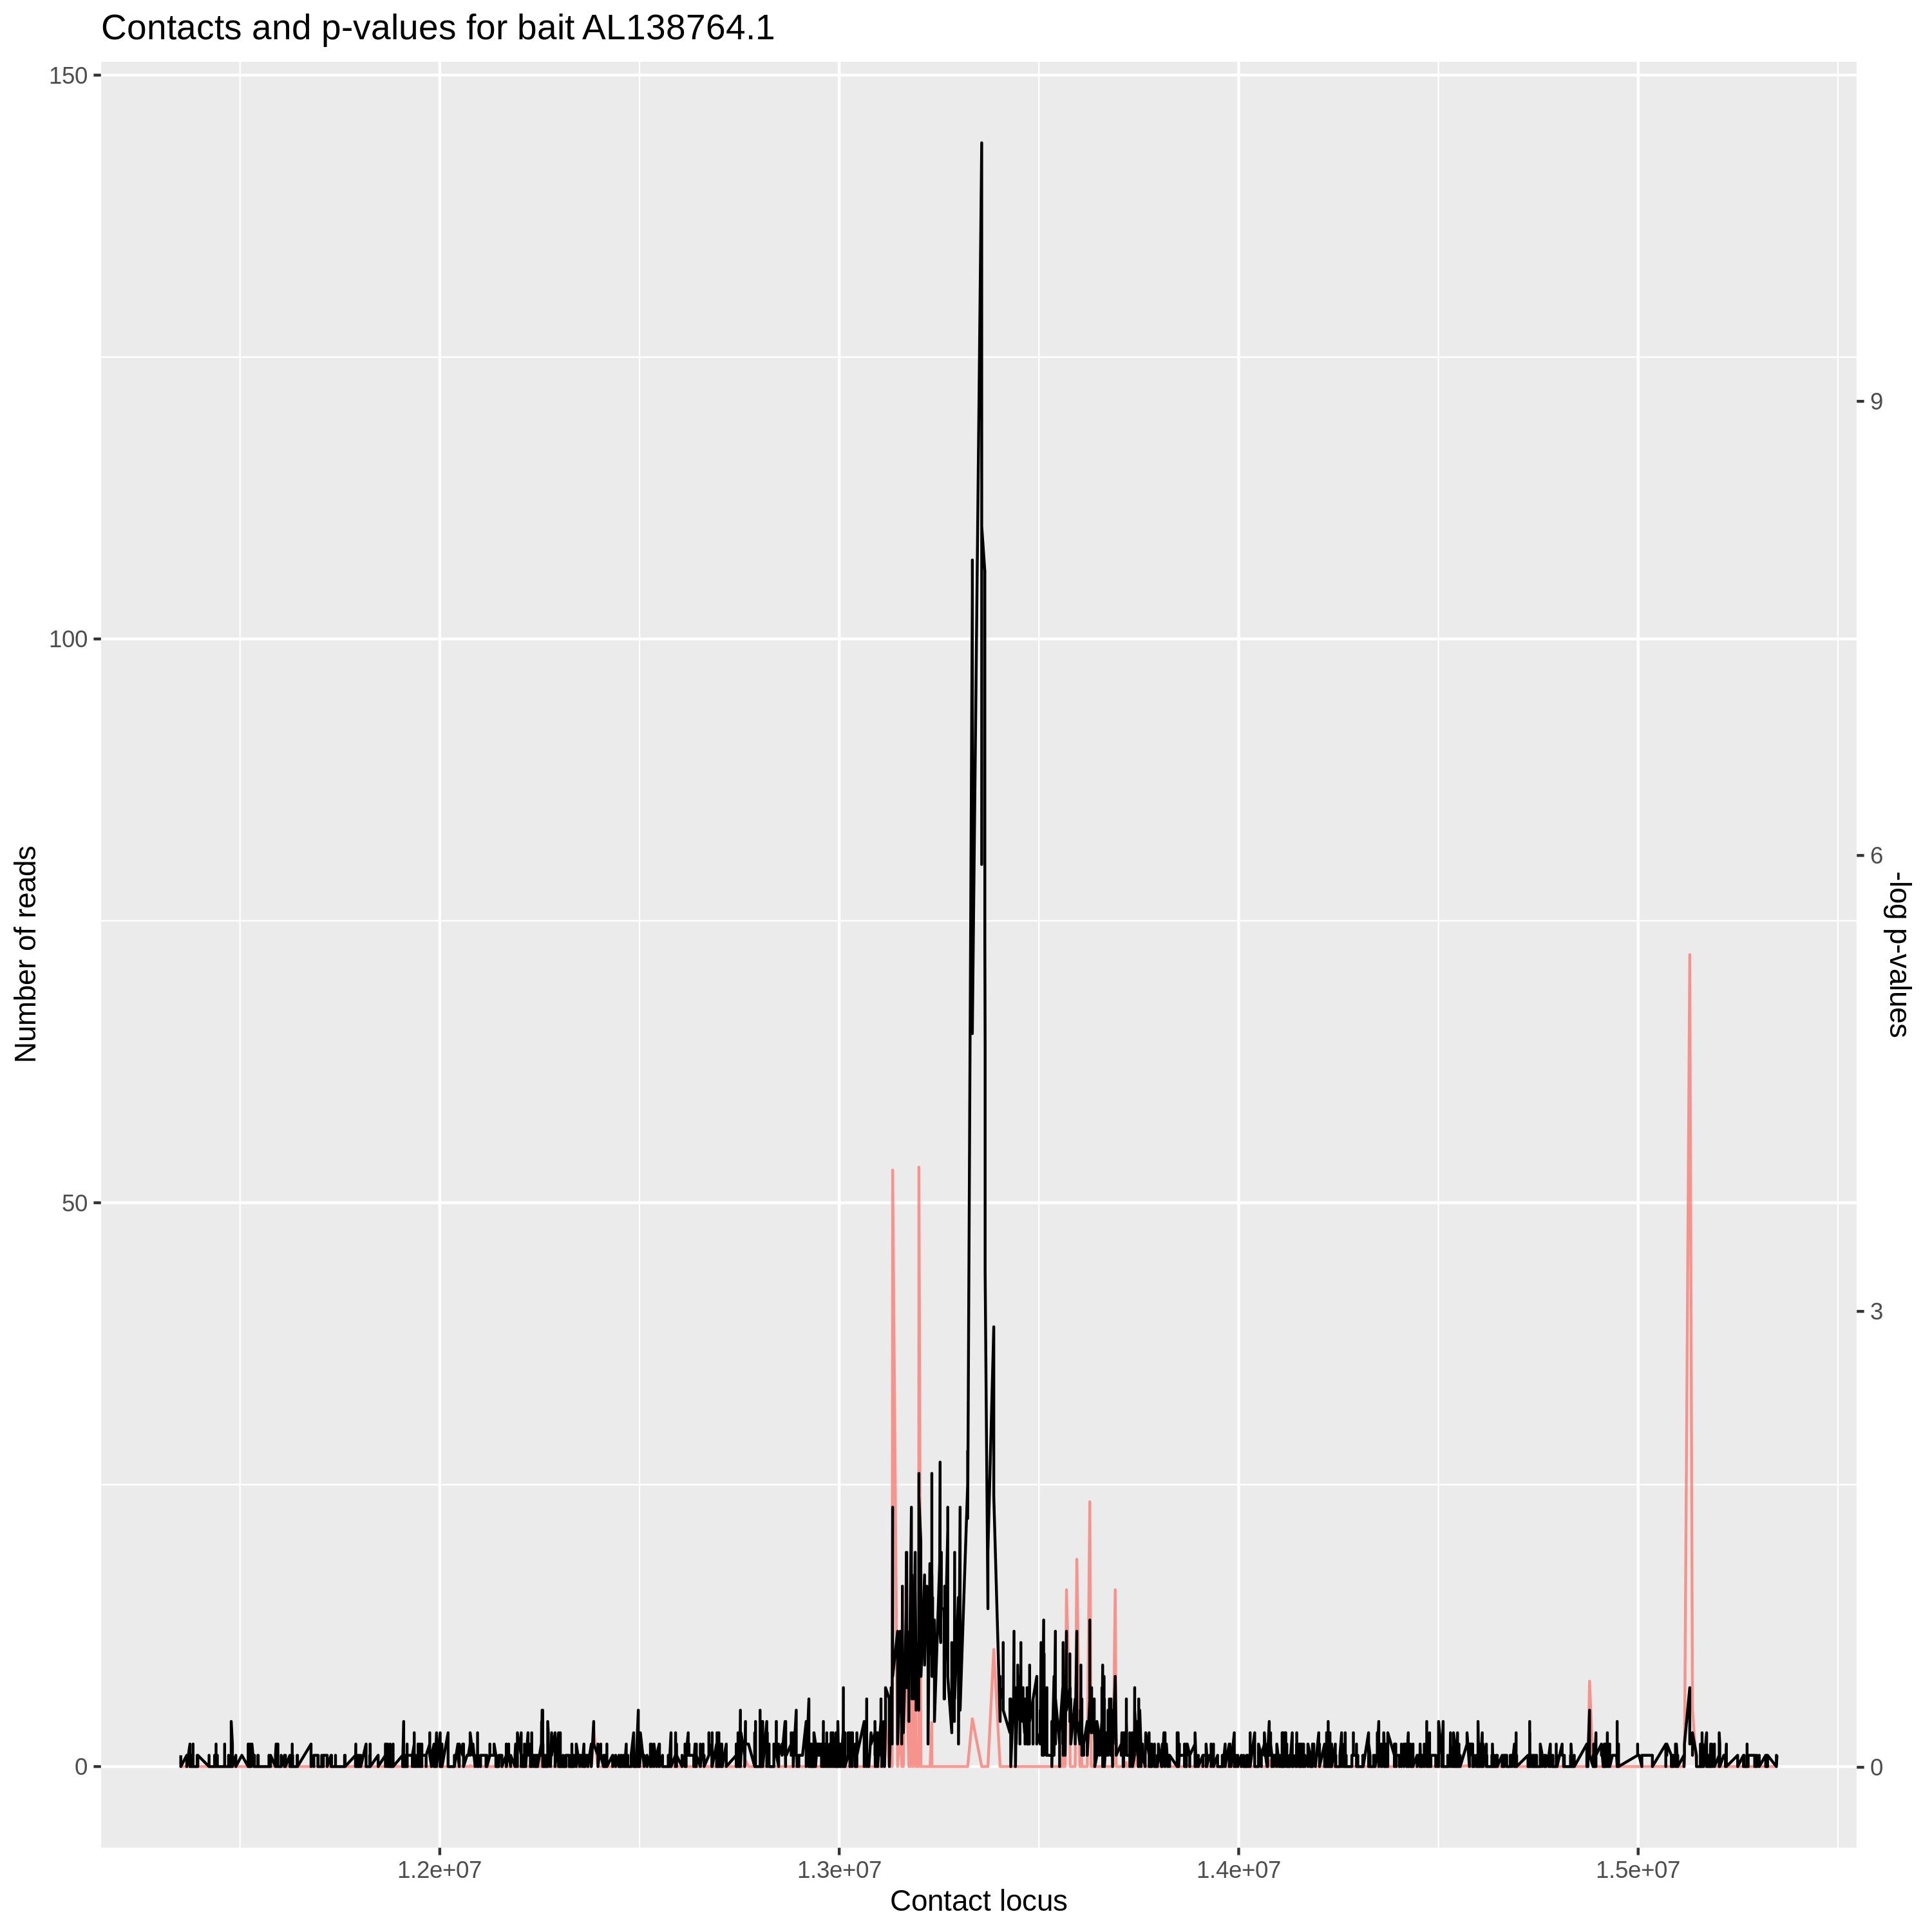 Contacts and p-values for bait AL138764.1
150
100
50
0
Number of reads
9
6
3
0
-log p-values
1.2e+07
1.3e+07
1.4e+07
1.5e+07
Contact locus